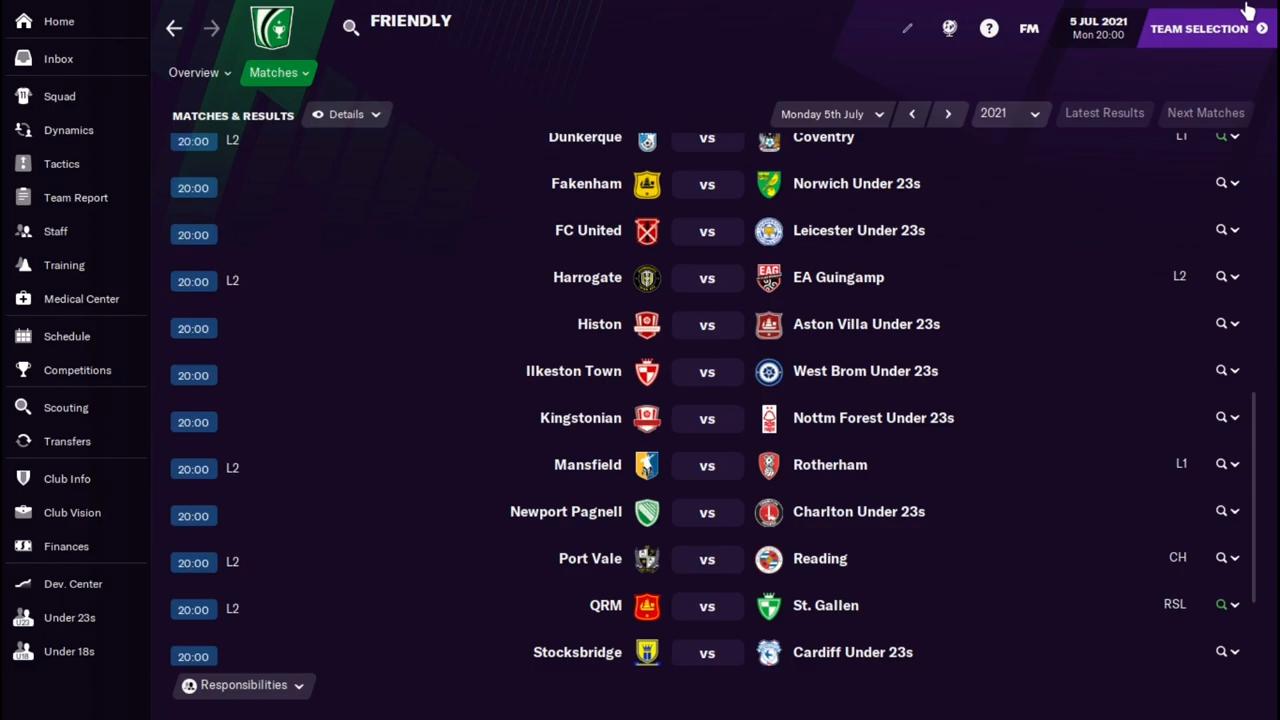 Home
Inbox
Squad
Dynamics
Tactics
Team Report
Staff
Training
Medical Center
Schedule
Competitions
Scouting
Transfers
Club Info
Club Vision
Finances
Dev. Center
U23 Under 23s
U18 Under 18s
FRIENDLY
? FM 5 JUL 2021
Mon 20:00
TEAM SELECTION
Overview Matches
MATCHES & RESULTS Details Monday 5th July 2021 Latest Results Next Matches
20:00 L2 Dunkerque vs Coventry L1
20:00 Fakenham vs Norwich Under 23s
20:00 FC United vs Leicester Under 23s
20:00 L2 Harrogate vs EA Guingamp L2
20:00 Histon vs Aston Villa Under 23s
20:00 Ilkeston Town vs West Brom Under 23s
20:00 Kingstonian vs Nottm Forest Under 23s
20:00 L2 Mansfield vs Rotherham L1
20:00 Newport Pagnell vs Charlton Under 23s
20:00 L2 Port Vale vs Reading CH
20:00 L2 QRM vs St. Gallen RSL
20:00 Stocksbridge vs Cardiff Under 23s
Responsibilities